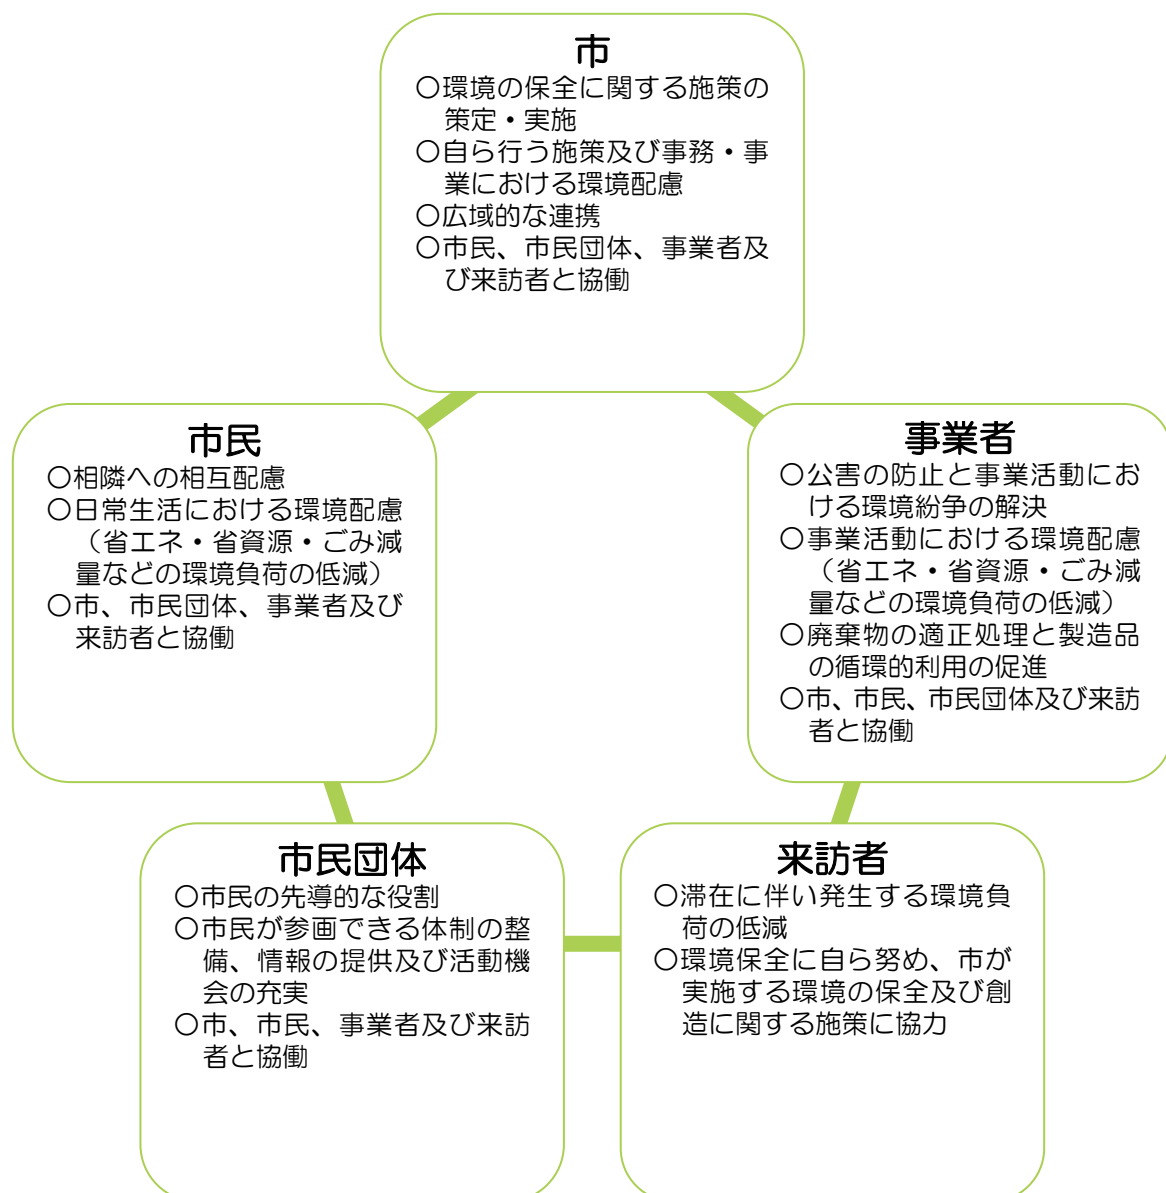 市
〇環境の保全に関する施策の
策定・実施
〇自ら行う施策及び事務・事
業における環境配慮
〇広域的な連携
〇市民、市民団体、事業者及
び来訪者と協働
市民
〇相隣への相互配慮
〇日常生活における環境配慮
（省エネ・省資源・ごみ減
量などの環境負荷の低減）
〇市、市民団体、事業者及び
来訪者と協働
事業者
〇公害の防止と事業活動にお
ける環境紛争の解決
〇事業活動における環境配慮
（省エネ・省資源・ごみ減
量などの環境負荷の低減）
〇廃棄物の適正処理と製造品
の循環的利用の促進
〇市、市民、市民団体及び来訪
者と協働
市民団体
〇市民の先導的な役割
〇市民が参画できる体制の整
備、情報の提供及び活動機
会の充実
〇市、市民、事業者及び来訪
者と協働
来訪者
〇滞在に伴い発生する環境負
荷の低減
〇環境保全に自ら努め、市が
実施する環境の保全及び創
造に関する施策に協力